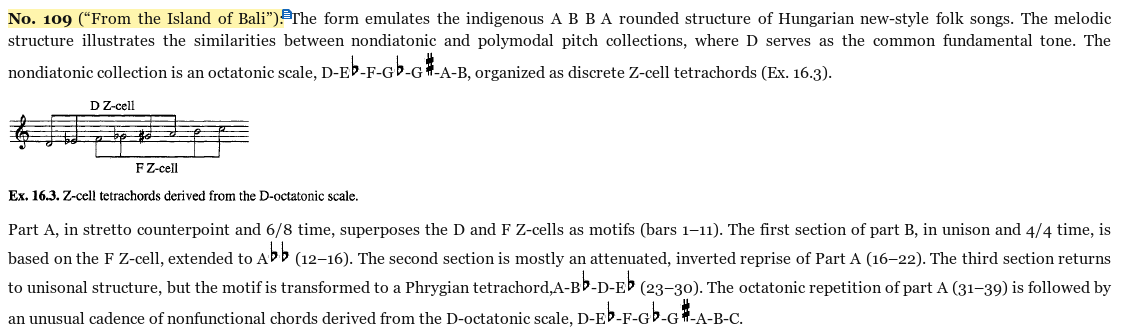 No. 109 (“From the Island of Bali”): The form emulates the indigenous A B B A rounded structure of Hungarian new-style folk songs. The melodic
structure illustrates the similarities between nondiatonic and polymodal pitch collections, where D serves as the common fundamental tone. The
nondiatonic collection is an octatonic scale, D-E♭-F-G♭-G♯-A-B, organized as discrete Z-cell tetrachords (Ex. 16.3).
D Z-cell
F Z-cell
Ex. 16.3. Z-cell tetrachords derived from the D-octatonic scale.
Part A, in stretto counterpoint and 6/8 time, superposes the D and F Z-cells as motifs (bars 1–11). The first section of part B, in unison and 4/4 time, is
based on the F Z-cell, extended to A♭♭ (12–16). The second section is mostly an attenuated, inverted reprise of Part A (16–22). The third section returns
to unisonal structure, but the motif is transformed to a Phrygian tetrachord,A-B♭-D-E♭ (23–30). The octatonic repetition of part A (31–39) is followed by
an unusual cadence of nonfunctional chords derived from the D-octatonic scale, D-E♭-F-G♭-G♯-A-B-C.